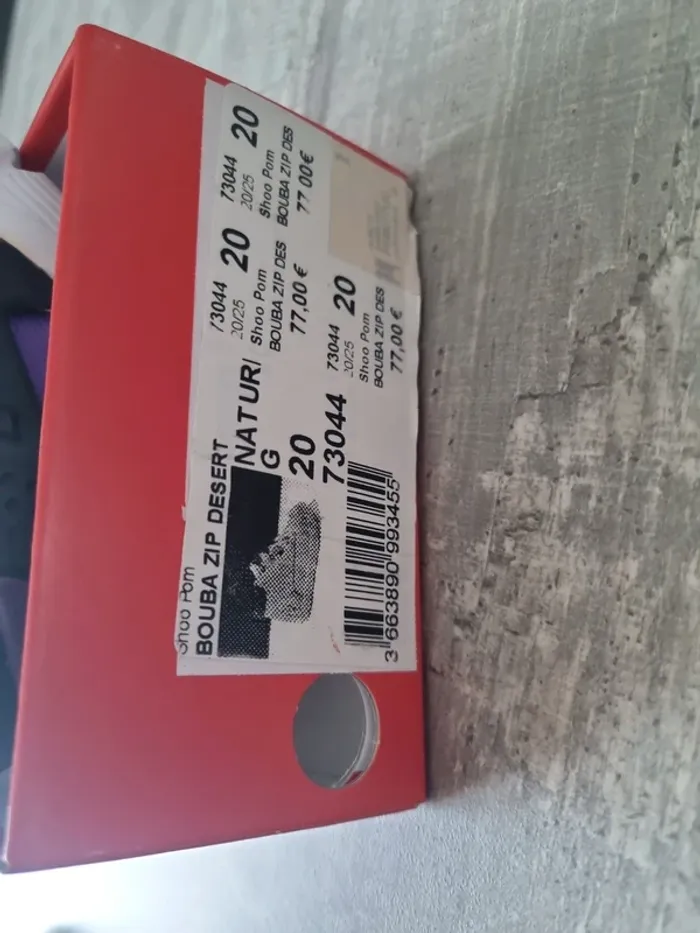 Shoo Pom
BOUBA ZIP DESERT
NATURI
G
20
73044
3 663890 993455
73044 20
20/25
Shoo Pom
BOUBA ZIP DES
77,00 €
73044 20
20/25
Shoo Pom
BOUBA ZIP DES
77,00 €
73044 20
20/25
Shoo Pom
BOUBA ZIP DES
77,00 €